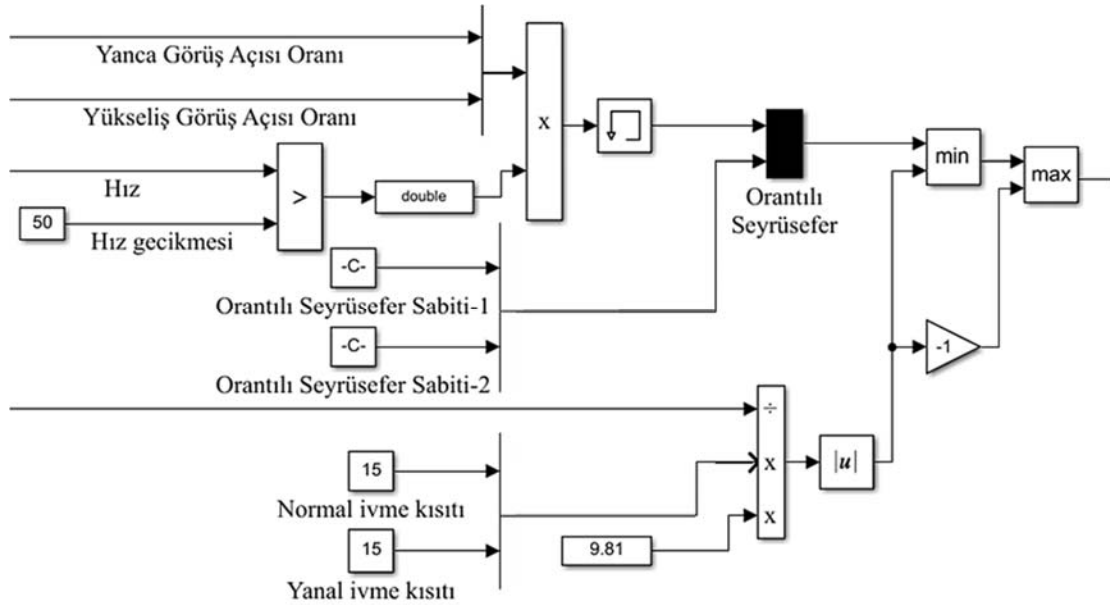 Yanca Görüş Açısı Oranı
Yükseliş Görüş Açısı Oranı
x
Hız
>
double
50
Hız gecikmesi
Orantılı
Seyrüsefer
min
max
-C-
Orantılı Seyrüsefer Sabiti-1
-C-
Orantılı Seyrüsefer Sabiti-2
-1
÷
x
x
|u|
15
Normal ivme kısıtı
15
Yanal ivme kısıtı
9.81